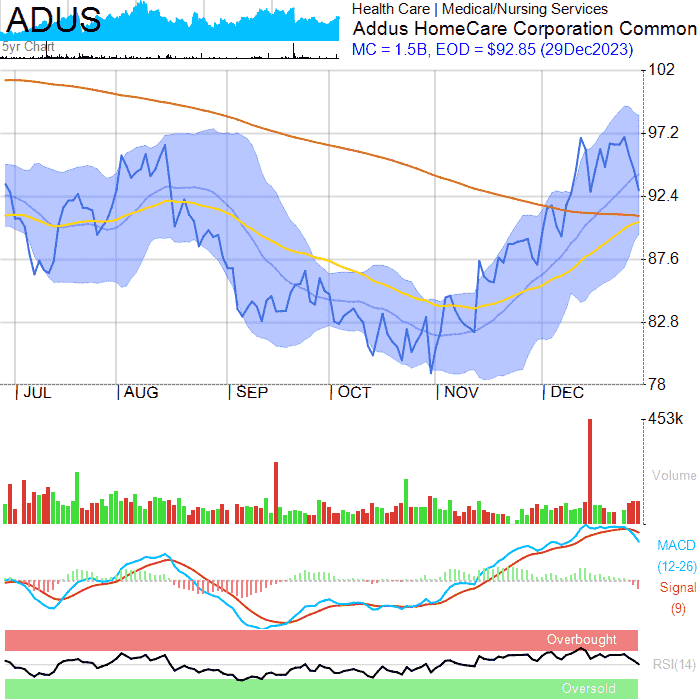 ADUS
5yr Chart
Health Care | Medical/Nursing Services
Addus HomeCare Corporation Common
MC = 1.5B, EOD = $92.85 (29Dec2023)
102
97.2
92.4
87.6
82.8
78
JUL AUG SEP OCT NOV DEC
453k
Volume
MACD
(12-26)
Signal
(9)
Overbought
RSI(14)
Oversold